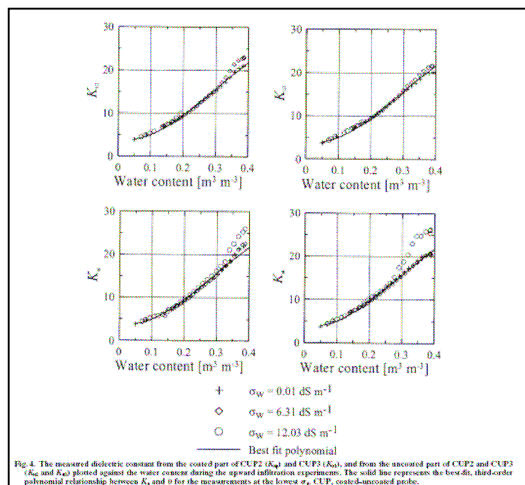 30
30
K
K
20
20
10
10
0
0
0 0.1 0.2 0.3 0.4
0 0.1 0.2 0.3 0.4
Water content [m³ m⁻³]
Water content [m³ m⁻³]
30
30
K
K
20
20
10
10
0
0
0 0.1 0.2 0.3 0.4
0 0.1 0.2 0.3 0.4
Water content [m³ m⁻³]
Water content [m³ m⁻³]
+ σW = 0.01 dS m⁻¹
◇ σW = 6.31 dS m⁻¹
○ σW = 12.03 dS m⁻¹
Best fit polynomial
Fig. 4. The measured dielectric constant from the coated part of CUP2 and CUP3 and from the uncoated part of CUP2 and CUP3
plotted against the water content during the upward infiltration experiments. The solid line represents the best-fit, third-order
polynomial relationship between K and θ for the measurements at the lowest σ CUP, coated-uncoated probe.